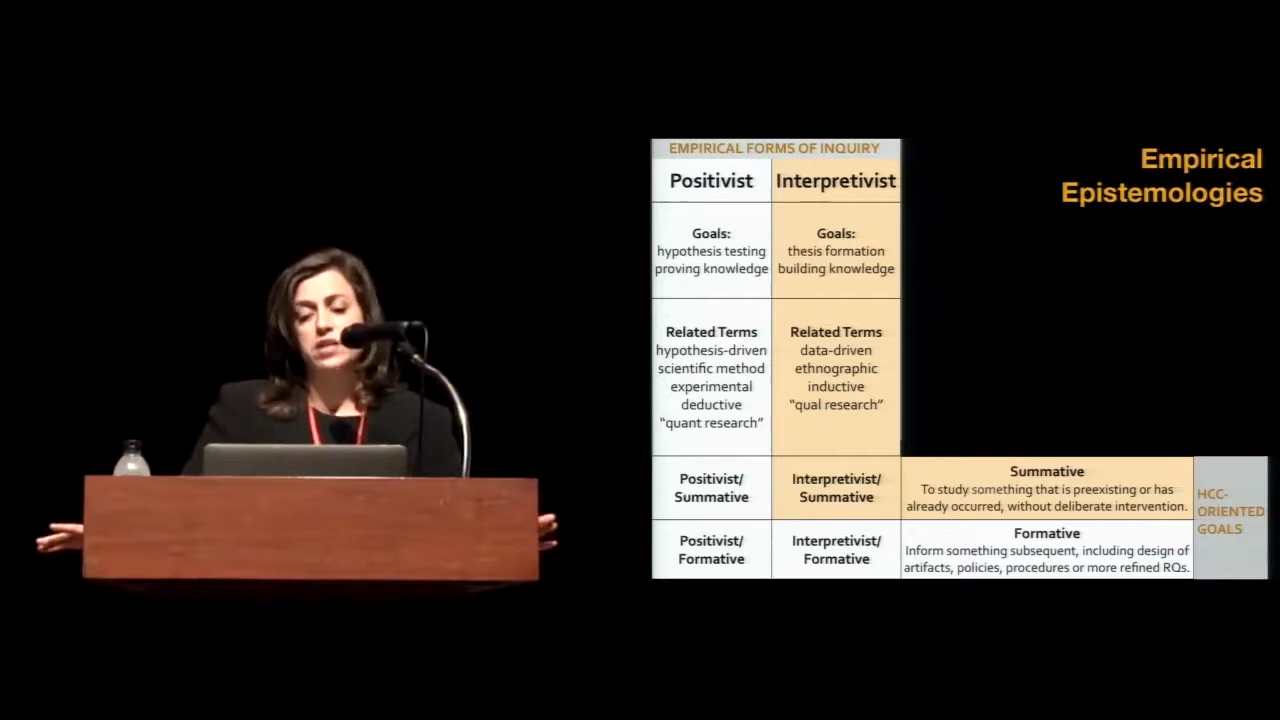 Empirical
Epistemologies
EMPIRICAL FORMS OF INQUIRY
Positivist
Interpretivist
Goals:
hypothesis testing
proving knowledge
Goals:
thesis formation
building knowledge
Related Terms
hypothesis-driven
scientific method
experimental
deductive
“quant research”
Related Terms
data-driven
ethnographic
inductive
“qual research”
Positivist/
Summative
Interpretivist/
Summative
Summative
To study something that is preexisting or has
already occurred, without deliberate intervention.
Positivist/
Formative
Interpretivist/
Formative
Formative
Inform something subsequent, including design of
artifacts, policies, procedures or more refined RQs.
HCC-
ORIENTED
GOALS